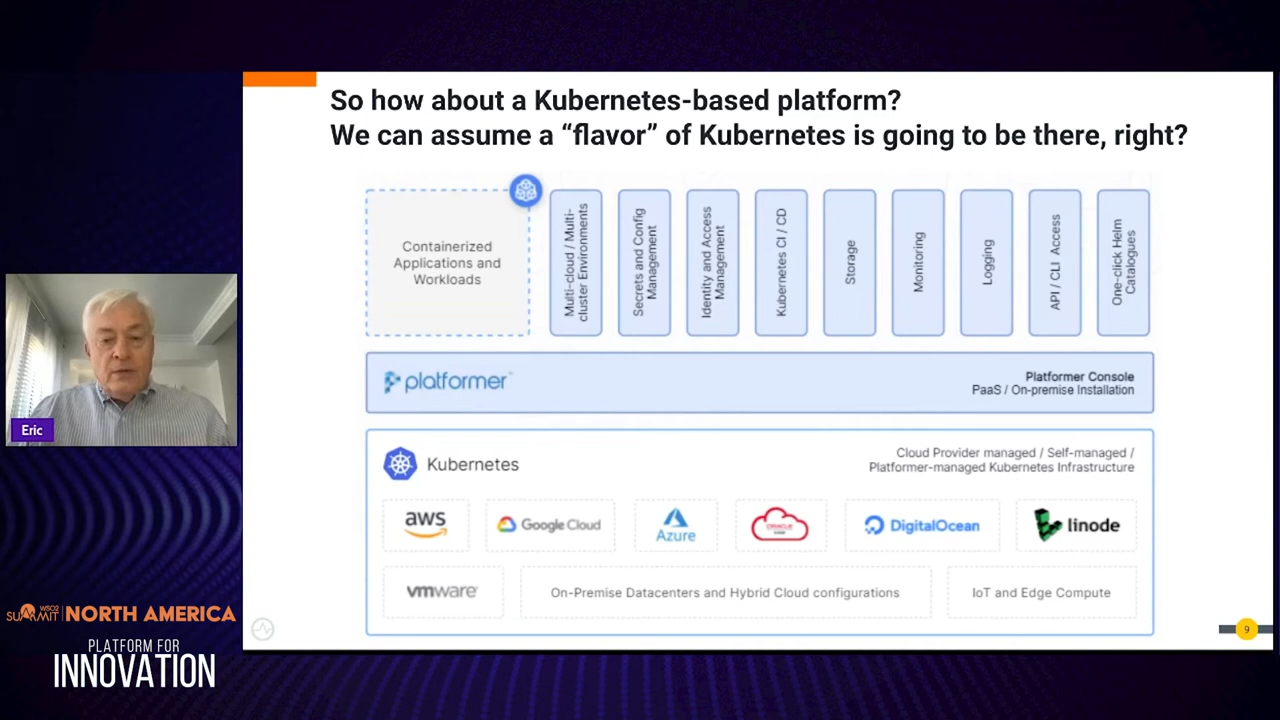 So how about a Kubernetes-based platform?
We can assume a “flavor” of Kubernetes is going to be there, right?
Containerized
Applications and
Workloads
Multi-cloud / Multi-
cluster Environments
Secrets and Config
Management
Identity and Access
Management
Kubernetes CI / CD
Storage
Monitoring
Logging
API / CLI Access
One-click Helm
Catalogues
platformer
Platformer Console
PaaS / On-premise Installation
Kubernetes
Cloud Provider managed / Self-managed /
Platformer-managed Kubernetes Infrastructure
aws
Google Cloud
Azure
ORACLE
DigitalOcean
linode
vmware
On-Premise Datacenters and Hybrid Cloud configurations
IoT and Edge Compute
Eric
WSO2
SUMMIT NORTH AMERICA
PLATFORM FOR
INNOVATION
9